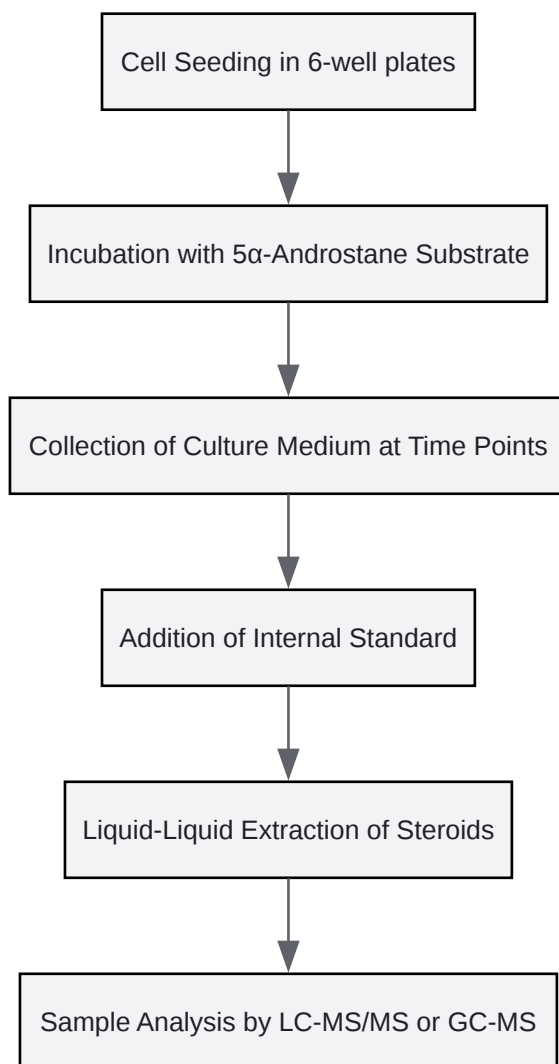 Cell Seeding in 6-well plates
Incubation with 5α-Androstane Substrate
Collection of Culture Medium at Time Points
Addition of Internal Standard
Liquid-Liquid Extraction of Steroids
Sample Analysis by LC-MS/MS or GC-MS